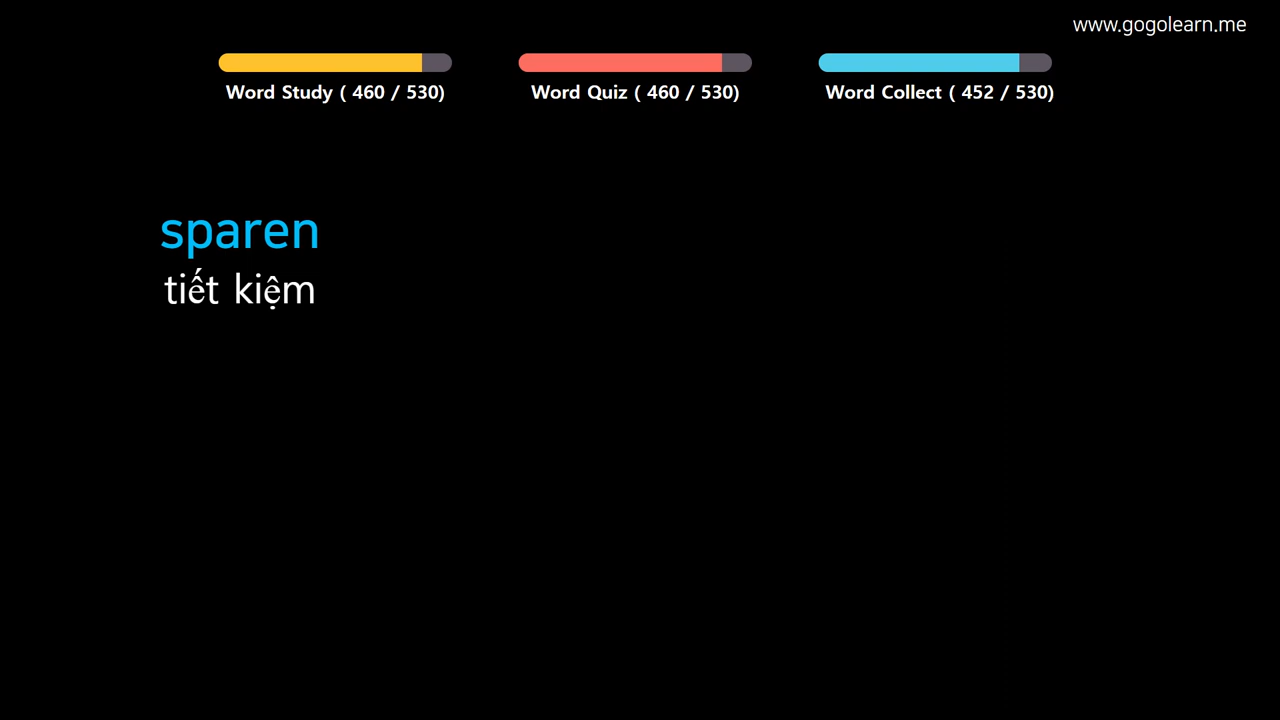 www.gogolearn.me
Word Study ( 460 / 530)
Word Quiz ( 460 / 530)
Word Collect ( 452 / 530)
sparen
tiết kiệm